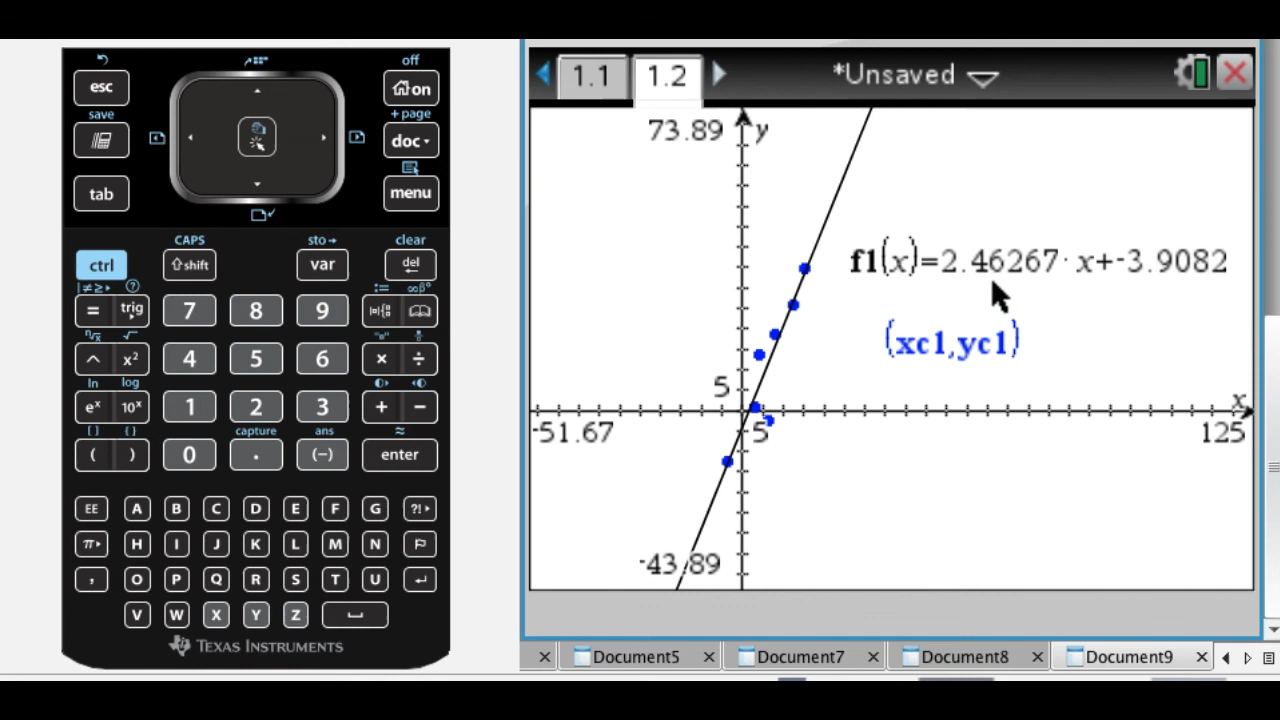 off
esc
on
save
+ page
doc
tab
menu
CAPS
sto→
clear
ctrl
⇧shift
var
del
|≠≥▸
:=
∞β°
=
trig
7
8
9
^
x²
4
5
6
×
÷
ln
log
eˣ
10ˣ
1
2
3
+
−
[ ]
{ }
capture
ans
≈
(
)
0
.
(−)
enter
EE
A
B
C
D
E
F
G
?!▸
π▸
H
I
J
K
L
M
N
,
O
P
Q
R
S
T
U
V
W
X
Y
Z
TEXAS INSTRUMENTS
1.1
1.2
*Unsaved
73.89
y
f1(x)=2.46267·x+-3.9082
(xc1,yc1)
5
x
-51.67
5
125
-43.89
Document5
Document7
Document8
Document9